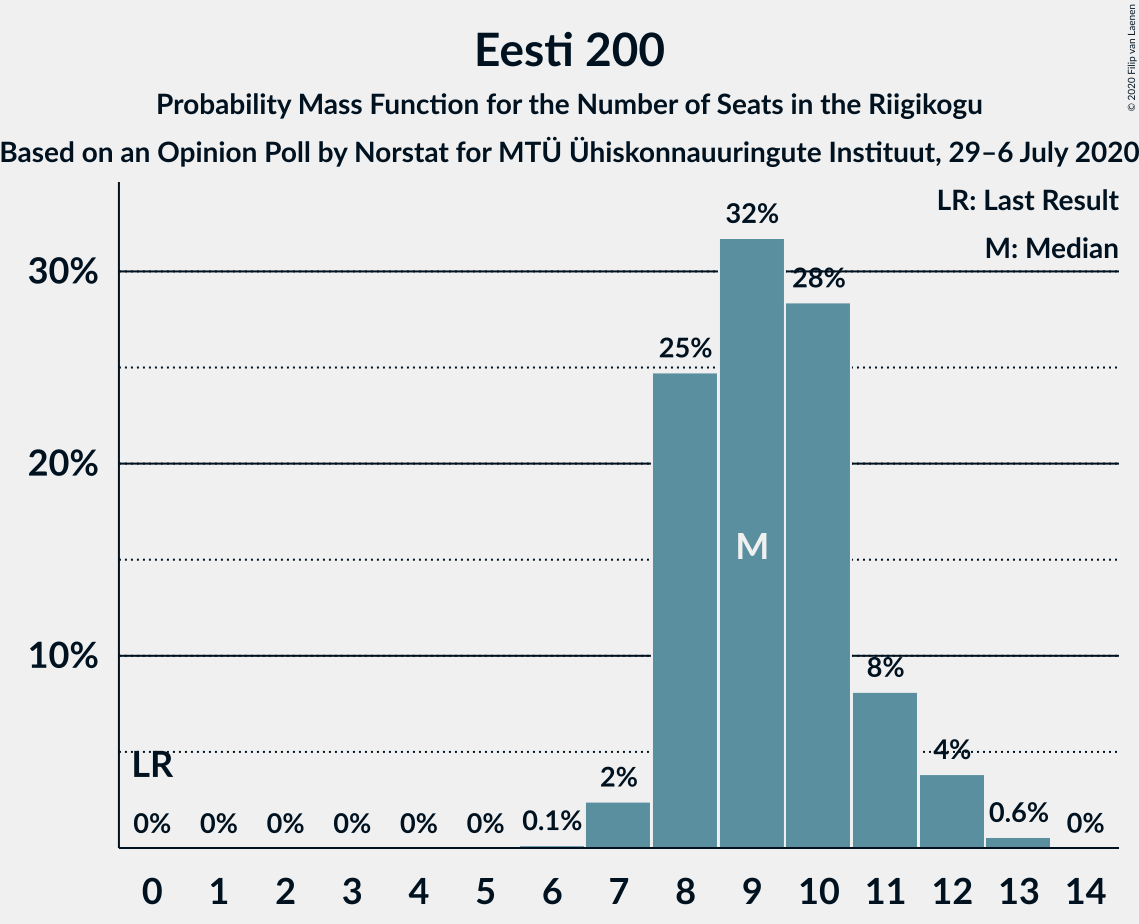 Eesti 200
Probability Mass Function for the Number of Seats in the Riigikogu
Based on an Opinion Poll by Norstat for MTÜ Ühiskonnauuringute Instituut, 29–6 July 2020
© 2020 Filip van Laenen
LR: Last Result
M: Median
30%
20%
10%
LR
0% 0% 0% 0% 0% 0% 0.1% 2% 25% 32% 28% 8% 4% 0.6% 0%
M
0 1 2 3 4 5 6 7 8 9 10 11 12 13 14